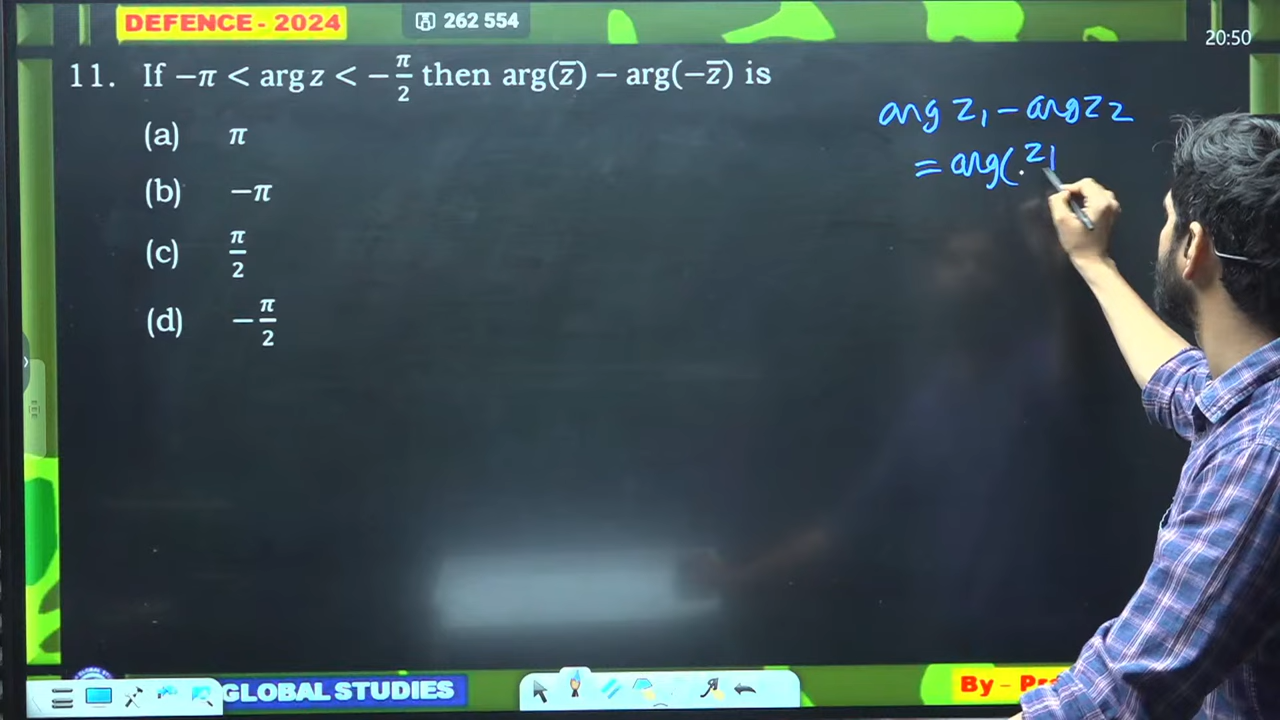 DEFENCE - 2024
262 554
20:50
11. If −π < arg z < −π/2 then arg(z̅) − arg(−z̅) is
(a) π
(b) −π
(c) π/2
(d) −π/2
arg z₁ − arg z₂
= arg( z₁
GLOBAL STUDIES
By –